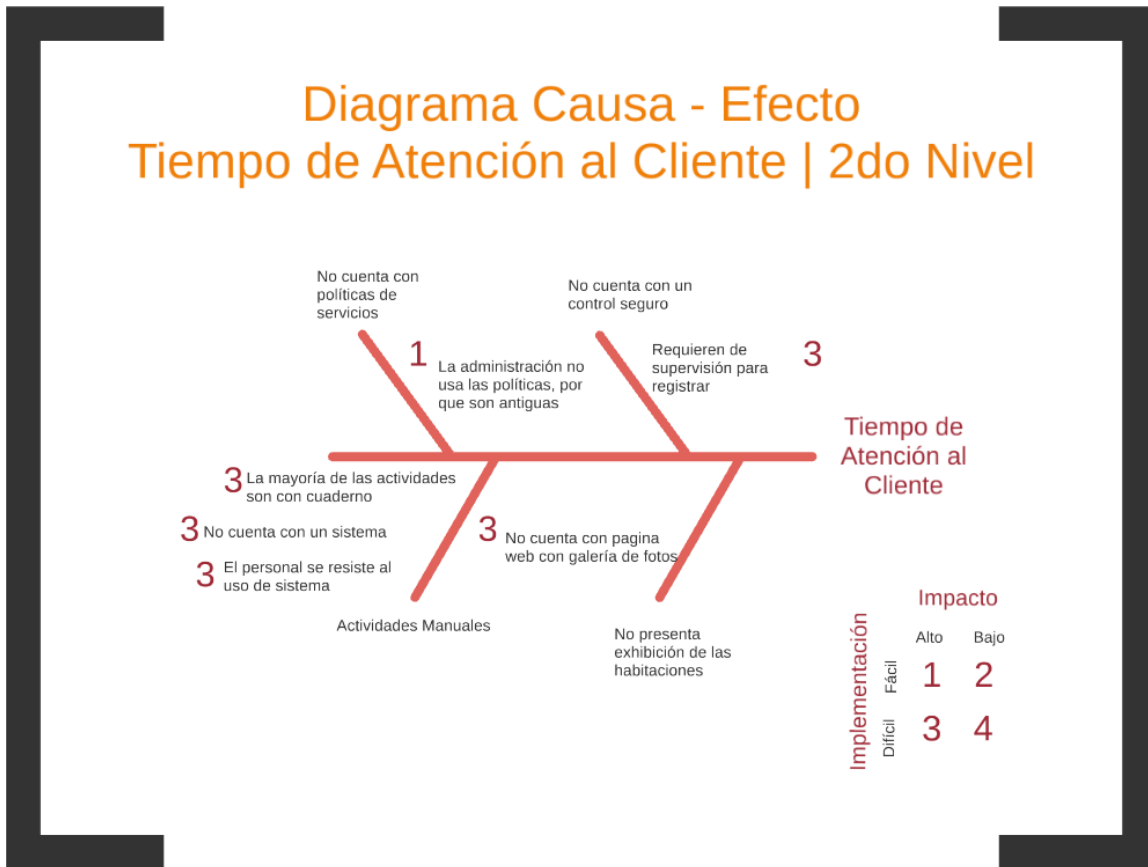 Diagrama Causa - Efecto
Tiempo de Atención al Cliente | 2do Nivel
No cuenta con
políticas de
servicios
No cuenta con un
control seguro
1
La administración no
usa las políticas, por
que son antiguas
Requieren de
supervisión para
registrar
3
Tiempo de
Atención al
Cliente
3
La mayoría de las actividades
son con cuaderno
3
No cuenta con un sistema
3
El personal se resiste al
uso de sistema
3
No cuenta con pagina
web con galería de fotos
Actividades Manuales
No presenta
exhibición de las
habitaciones
Impacto
Alto Bajo
Implementación
Fácil
1 2
Difícil
3 4